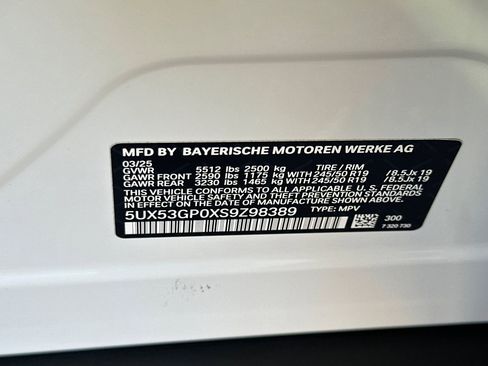 MFD BY BAYERISCHE MOTOREN WERKE AG
03/25
GVWR 5512 lbs 2500 kg TIRE / RIM
GAWR FRONT 2590 lbs 1175 kg WITH 245/50 R19 / 8.5Jx 19
GAWR REAR 3230 lbs 1465 kg WITH 245/50 R19 / 8.5Jx 19
THIS VEHICLE CONFORMS TO ALL APPLICABLE U. S. FEDERAL
MOTOR VEHICLE SAFETY AND THEFT PREVENTION STANDARDS IN
EFFECT ON THE DATE OF MANUFACTURE SHOWN ABOVE.
5UX53GP0XS9Z98389 TYPE: MPV 300
7 320 730